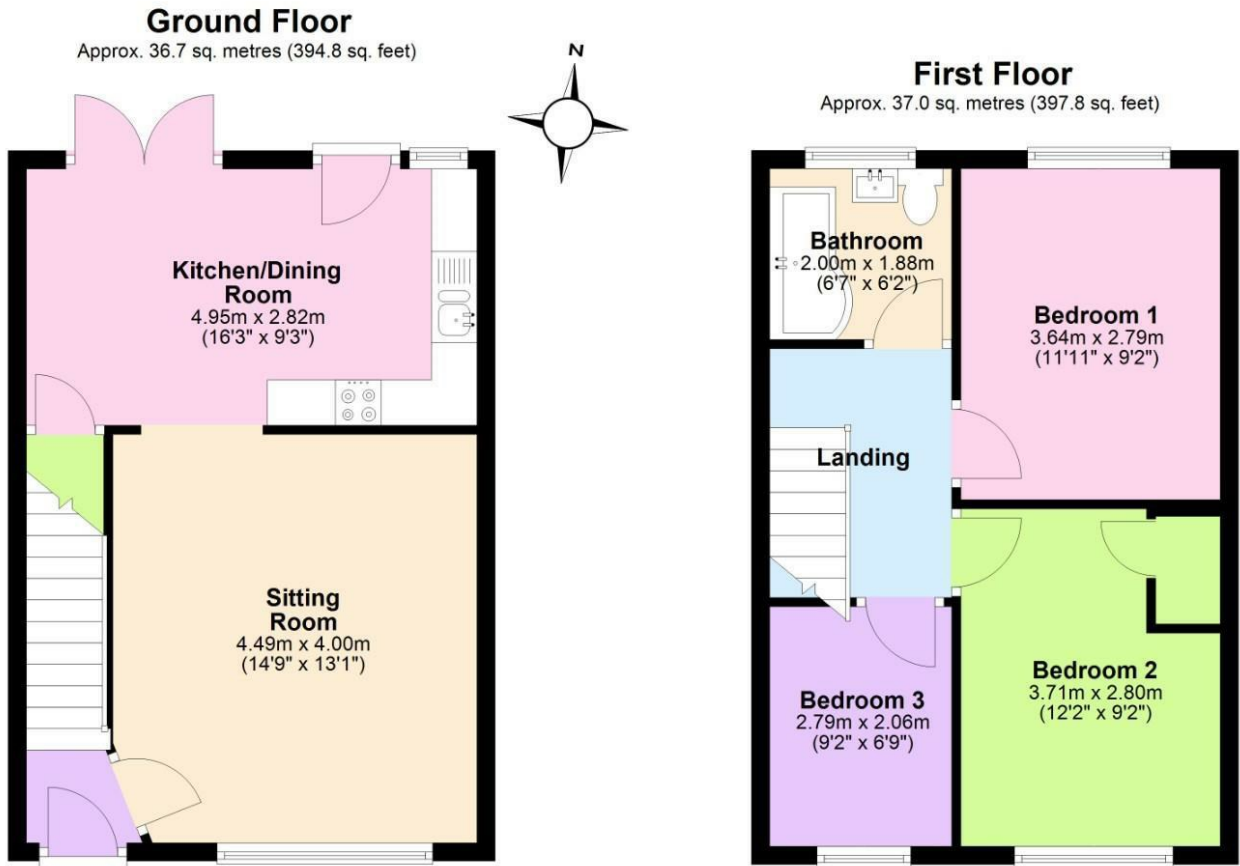 Ground Floor
Approx. 36.7 sq. metres (394.8 sq. feet)
N
First Floor
Approx. 37.0 sq. metres (397.8 sq. feet)
Kitchen/Dining
Room
4.95m x 2.82m
(16'3" x 9'3")
Sitting
Room
4.49m x 4.00m
(14'9" x 13'1")
Bathroom
2.00m x 1.88m
(6'7" x 6'2")
Bedroom 1
3.64m x 2.79m
(11'11" x 9'2")
Landing
Bedroom 2
3.71m x 2.80m
(12'2" x 9'2")
Bedroom 3
2.79m x 2.06m
(9'2" x 6'9")